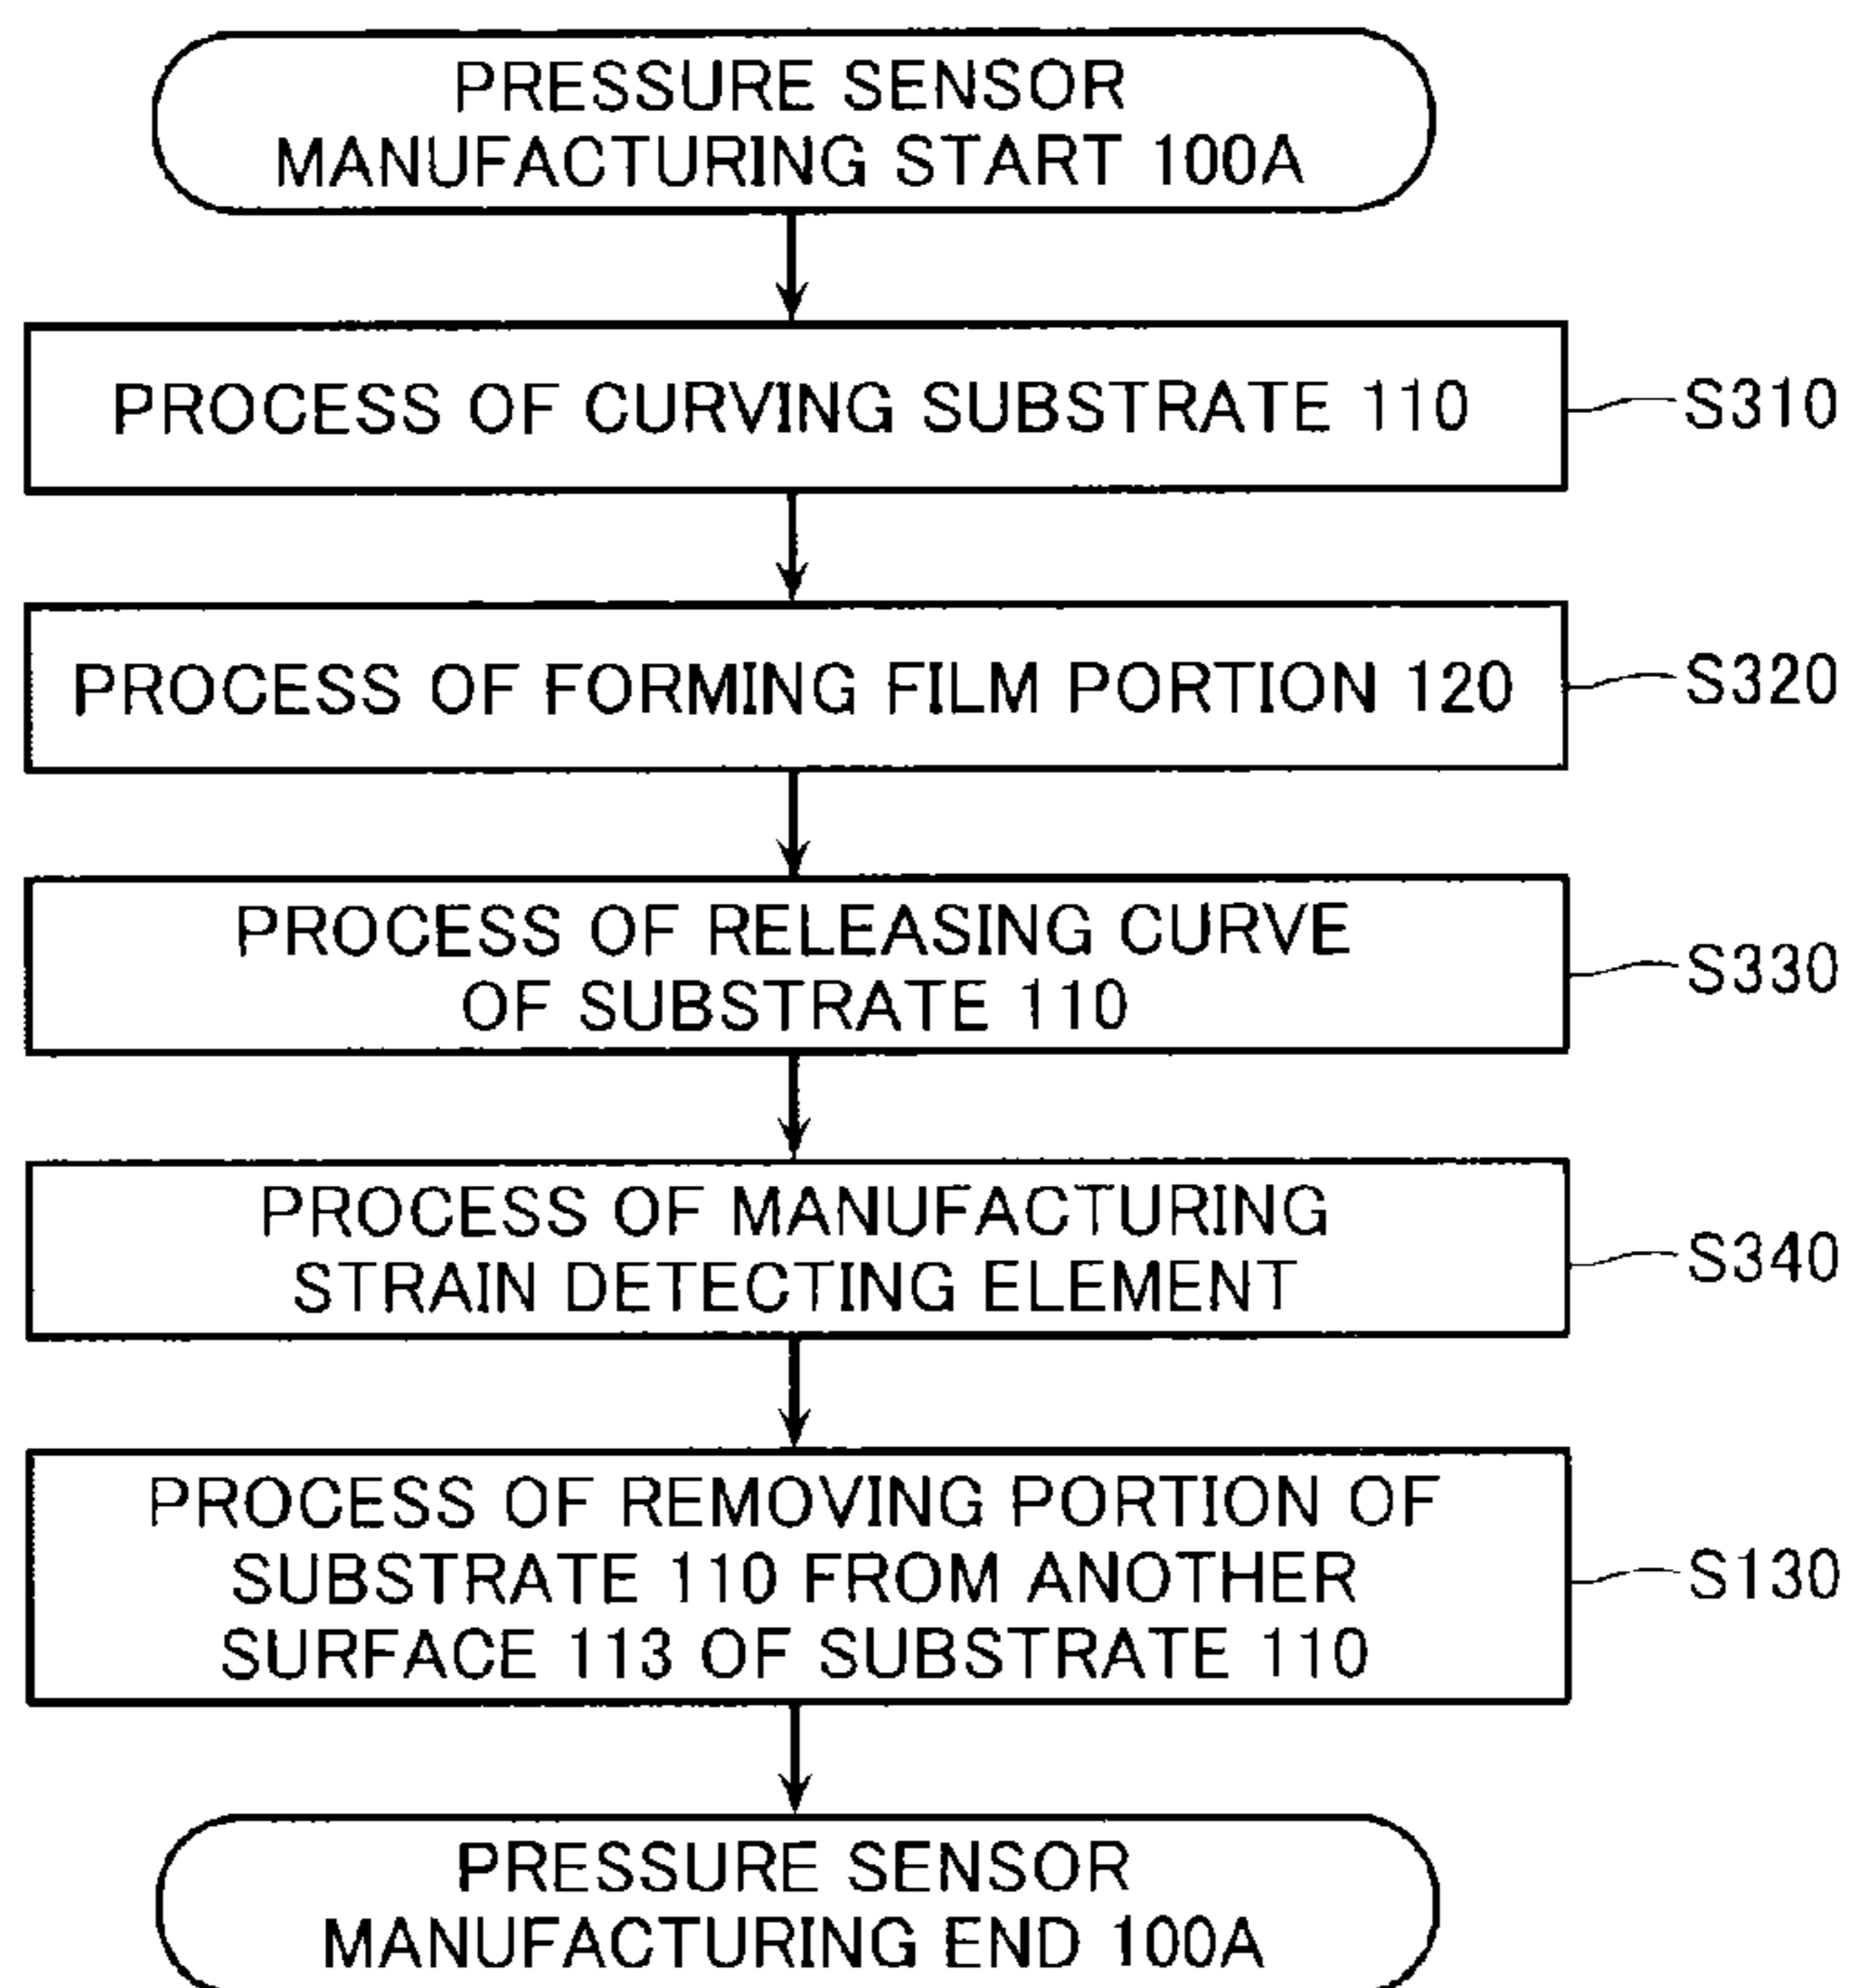 PRESSURE SENSOR
MANUFACTURING START 100A
PROCESS OF CURVING SUBSTRATE 110
S310
PROCESS OF FORMING FILM PORTION 120
S320
PROCESS OF RELEASING CURVE
OF SUBSTRATE 110
S330
PROCESS OF MANUFACTURING
STRAIN DETECTING ELEMENT
S340
PROCESS OF REMOVING PORTION OF
SUBSTRATE 110 FROM ANOTHER
SURFACE 113 OF SUBSTRATE 110
S130
PRESSURE SENSOR
MANUFACTURING END 100A